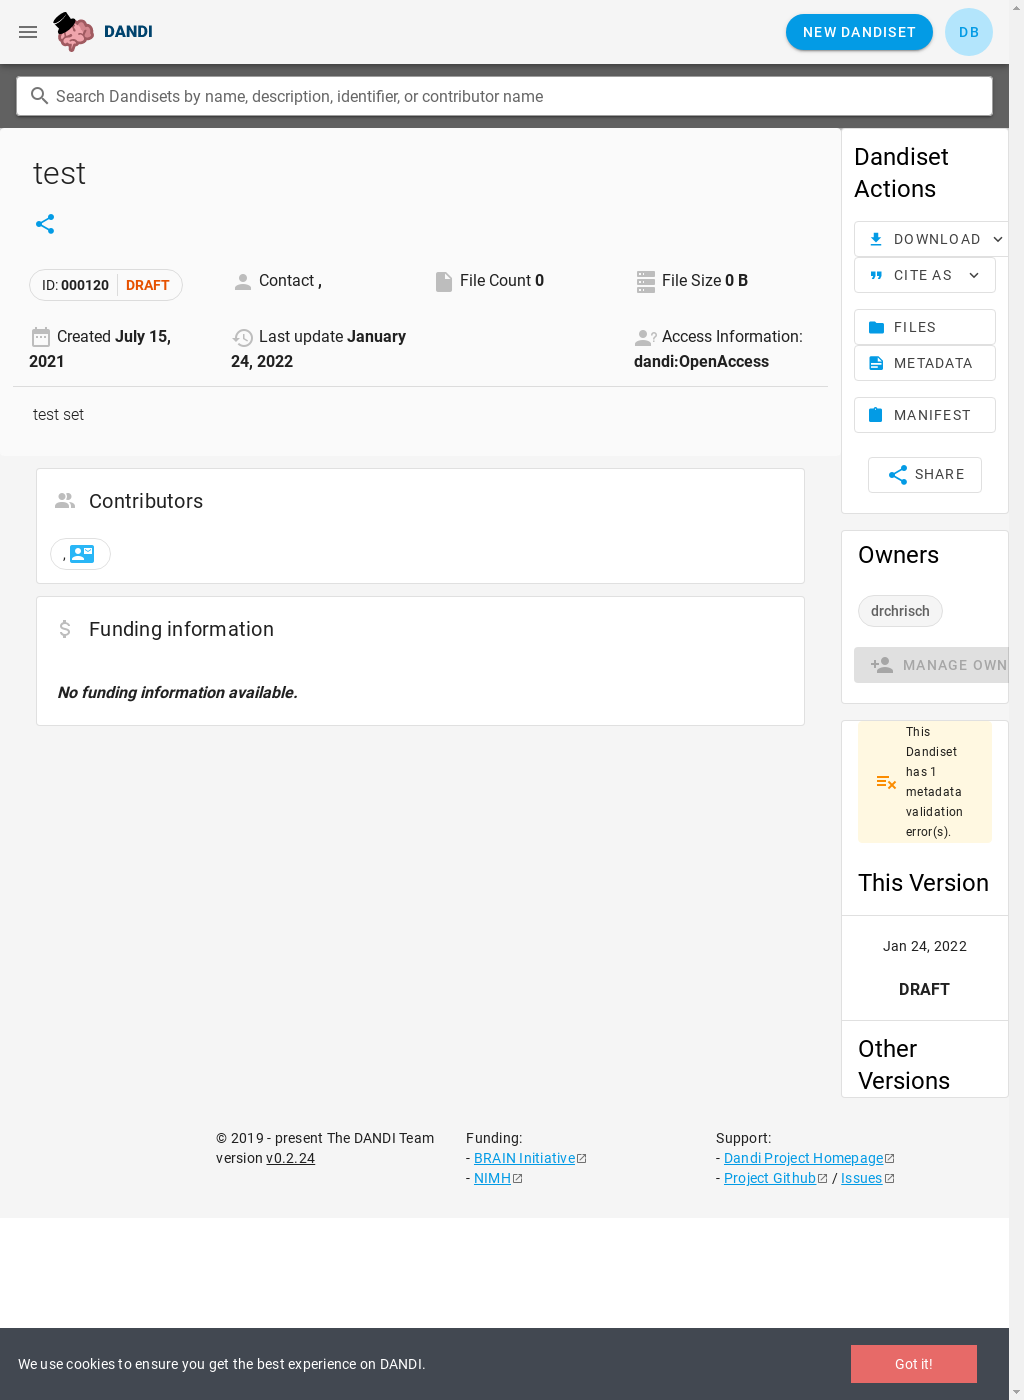 DANDI
NEW DANDISET
DB
Search Dandisets by name, description, identifier, or contributor name
test
ID: 000120 DRAFT
Contact ,
File Count 0
File Size 0 B
Created July 15, 2021
Last update January 24, 2022
Access Information: dandi:OpenAccess
test set
Contributors
,
Funding information
No funding information available.
Dandiset
Actions
DOWNLOAD
CITE AS
FILES
METADATA
MANIFEST
SHARE
Owners
drchrisch
MANAGE OWN
This
Dandiset
has 1
metadata
validation
error(s).
This Version
Jan 24, 2022
DRAFT
Other
Versions
© 2019 - present The DANDI Team
version v0.2.24
Funding:
- BRAIN Initiative
- NIMH
Support:
- Dandi Project Homepage
- Project Github / Issues
We use cookies to ensure you get the best experience on DANDI.
Got it!